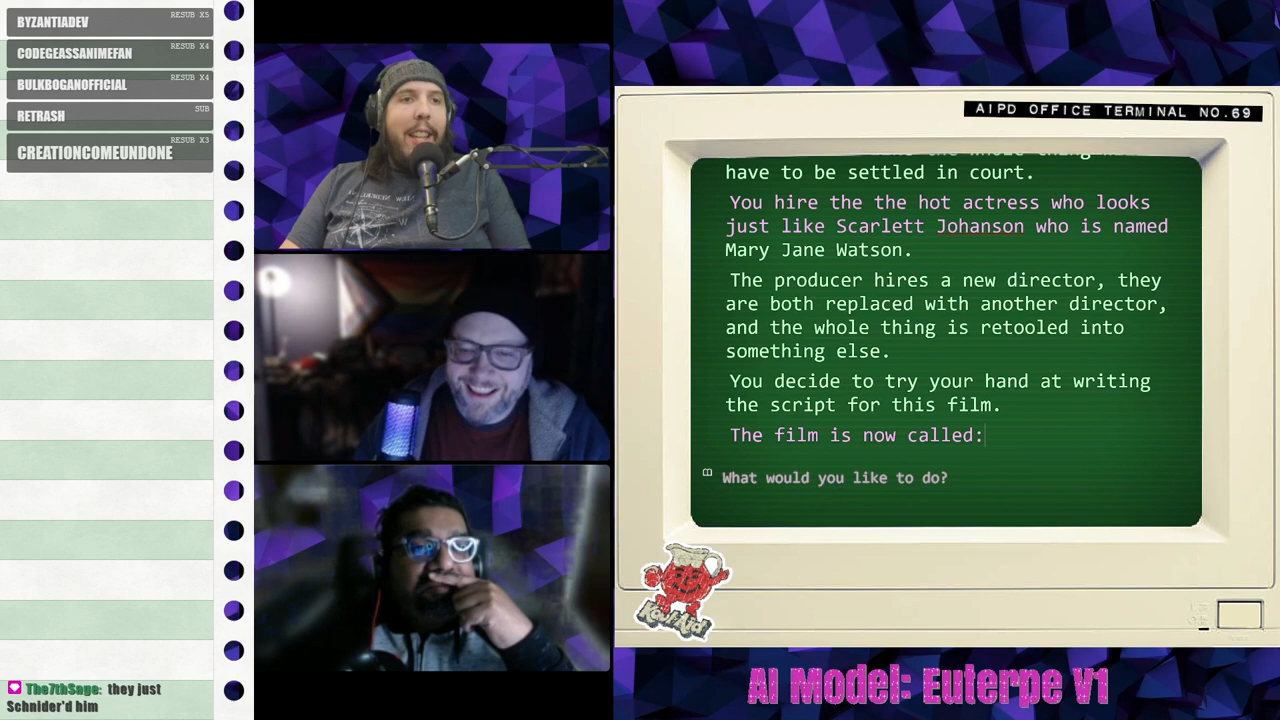 BYZANTIADEV
RESUB X5
CODEGEASSANIMEFAN
RESUB X4
BULKBOGANOFFICIAL
RESUB X4
RETRASH
SUB
CREATIONCOMEUNDONE
RESUB X3
The7thSage: they just
Schnider'd him
AIPD OFFICE TERMINAL NO.69
the whole thing
have to be settled in court.
You hire the the hot actress who looks
just like Scarlett Johanson who is named
Mary Jane Watson.
The producer hires a new director, they
are both replaced with another director,
and the whole thing is retooled into
something else.
You decide to try your hand at writing
the script for this film.
The film is now called:
What would you like to do?
Kool-Aid
AI Model: Euterpe V1